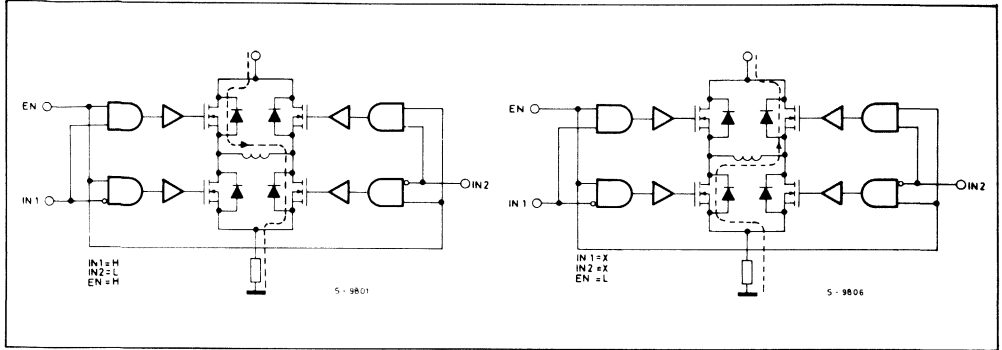 EN
IN 1
IN2
IN1 = H
IN2 = L
EN = H
S - 9801
EN
IN 1
IN2
IN 1 = X
IN 2 = X
EN = L
S - 9806